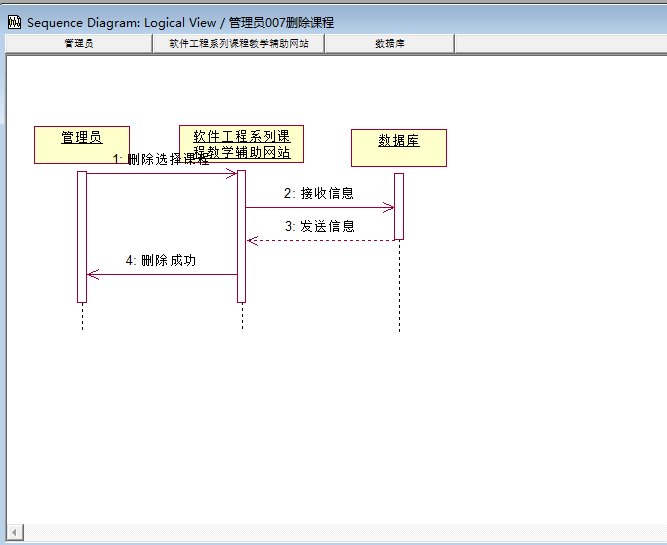 Sequence Diagram: Logical View / 管理员007删除课程
管理员
软件工程系列课程教学辅助网站
数据库
管理员
软件工程系列课
程教学辅助网站
数据库
1: 删除选择课程
2: 接收信息
3: 发送信息
4: 删除成功